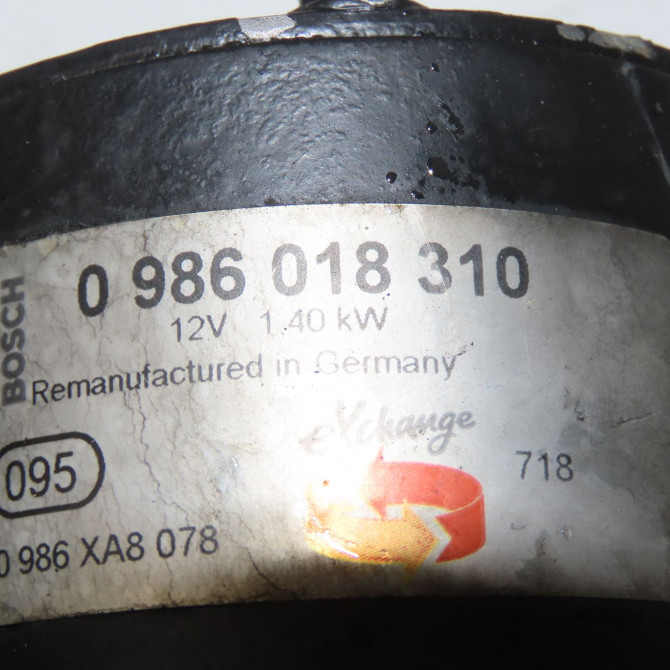 BOSCH
0 986 018 310
12V 1.40 kW
Remanufactured in Germany
eXchange
095
718
0 986 XA8 078